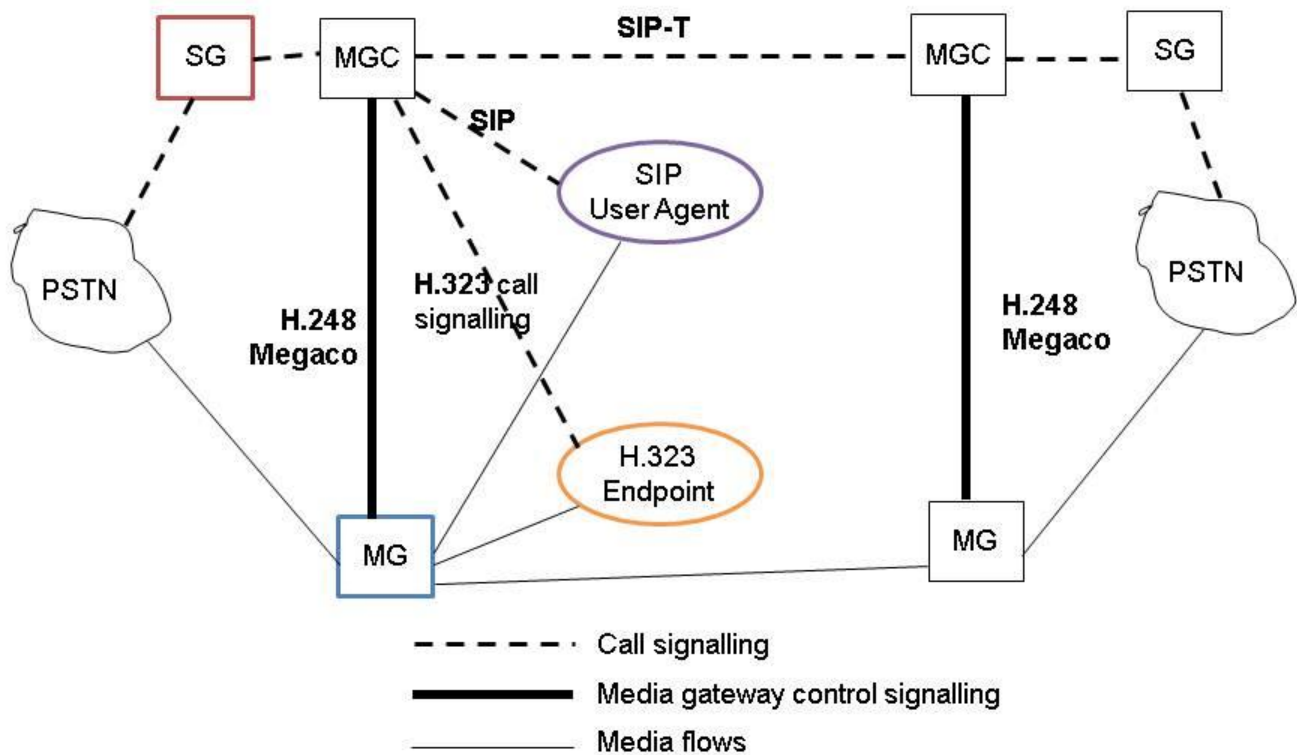 SIP-T
SG
MGC
MGC
SG
SIP
SIP
User Agent
PSTN
PSTN
H.323 call
signalling
H.248
Megaco
H.248
Megaco
H.323
Endpoint
MG
MG
Call signalling
Media gateway control signalling
Media flows